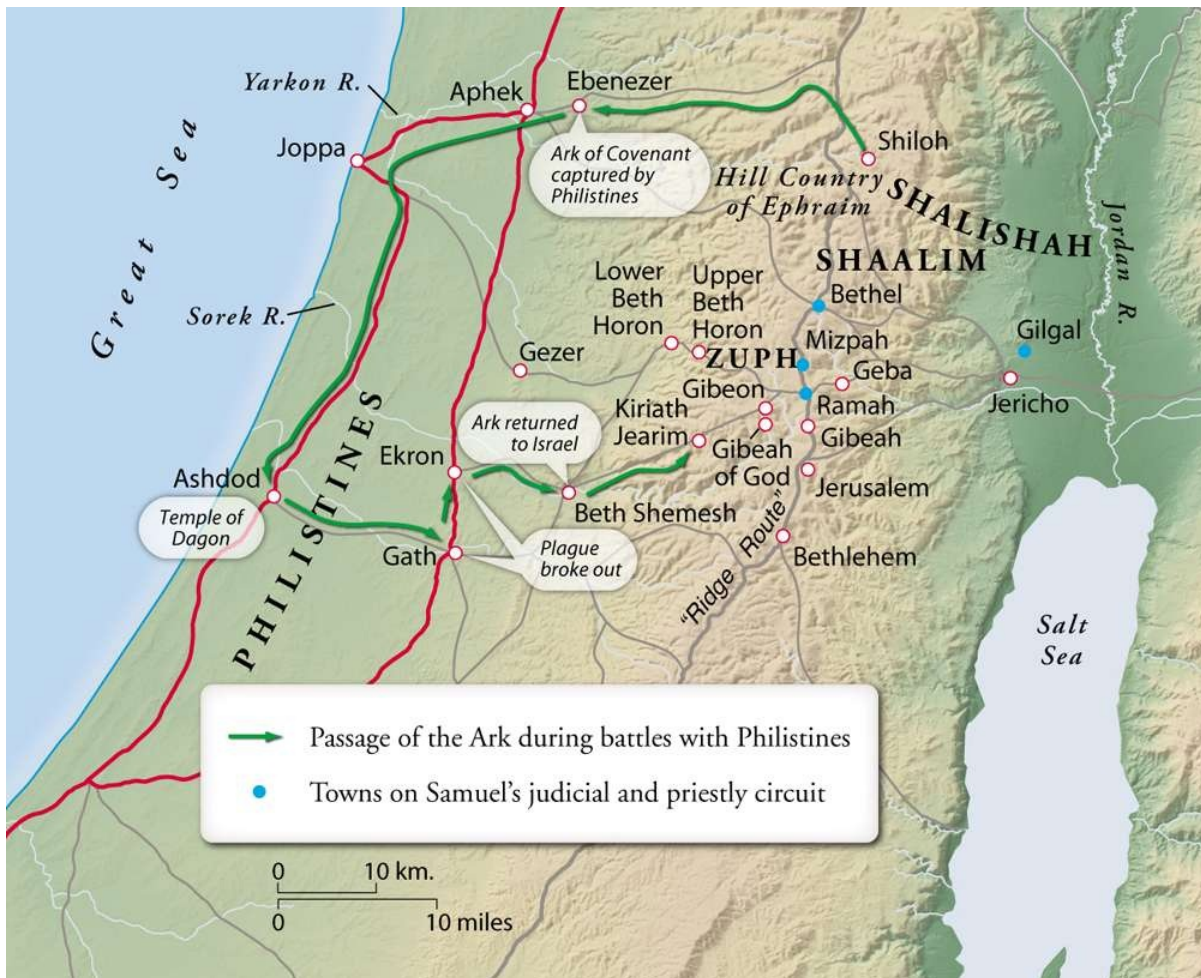 Yarkon R.
Aphek
Ebenezer
Joppa
Ark of Covenant
captured by
Philistines
Shiloh
Hill Country
of Ephraim
SHALISHAH
SHAALIM
Jordan R.
Great Sea
Sorek R.
Lower
Beth
Horon
Upper
Beth
Horon
Bethel
Mizpah
Gilgal
Gezer
ZUPH
Geba
Gibeon
Jericho
Kiriath
Jearim
Ramah
Ark returned
to Israel
Gibeah
of God
Gibeah
Ekron
Ashdod
Jerusalem
Beth Shemesh
Temple of
Dagon
PHILISTINES
Gath
Plague
broke out
"Ridge Route"
Bethlehem
Salt
Sea
Passage of the Ark during battles with Philistines
Towns on Samuel’s judicial and priestly circuit
0 10 km.
0 10 miles